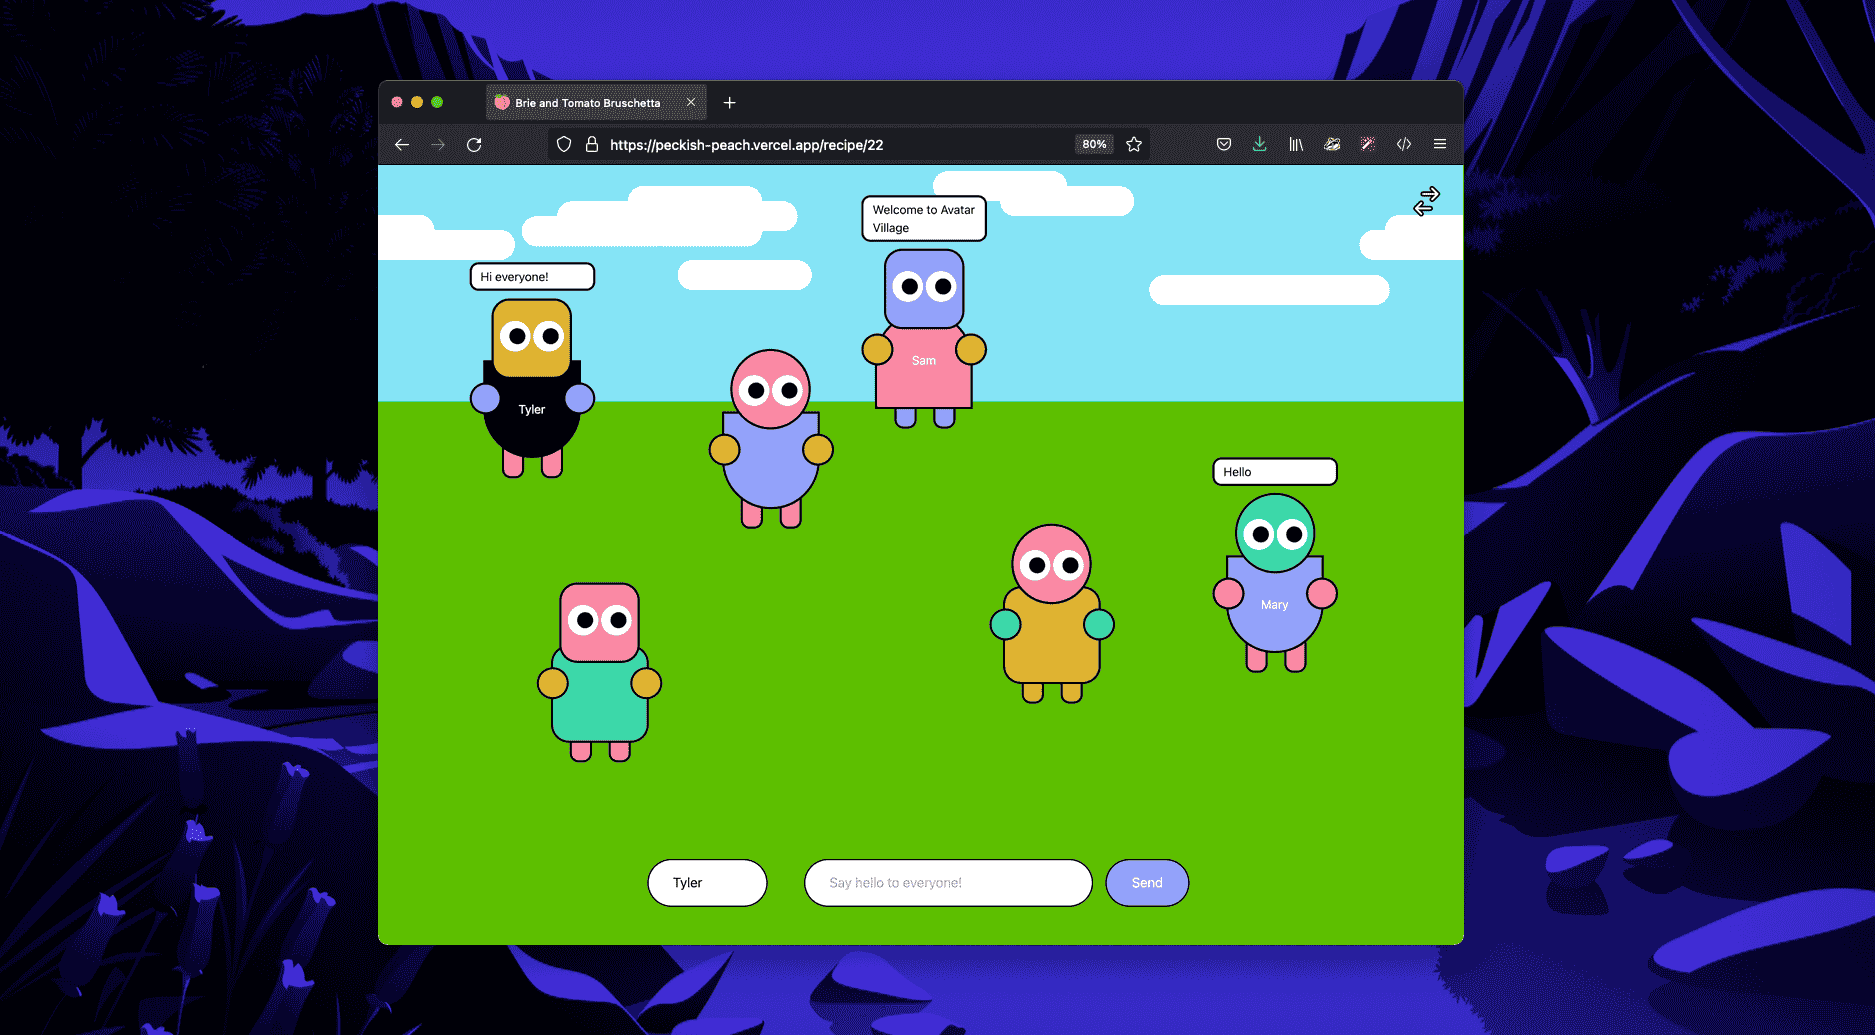 Brie and Tomato Bruschetta
https://peckish-peach.vercel.app/recipe/22
80%
Welcome to Avatar
Village
Hi everyone!
Sam
Tyler
Hello
Mary
Tyler
Say hello to everyone!
Send